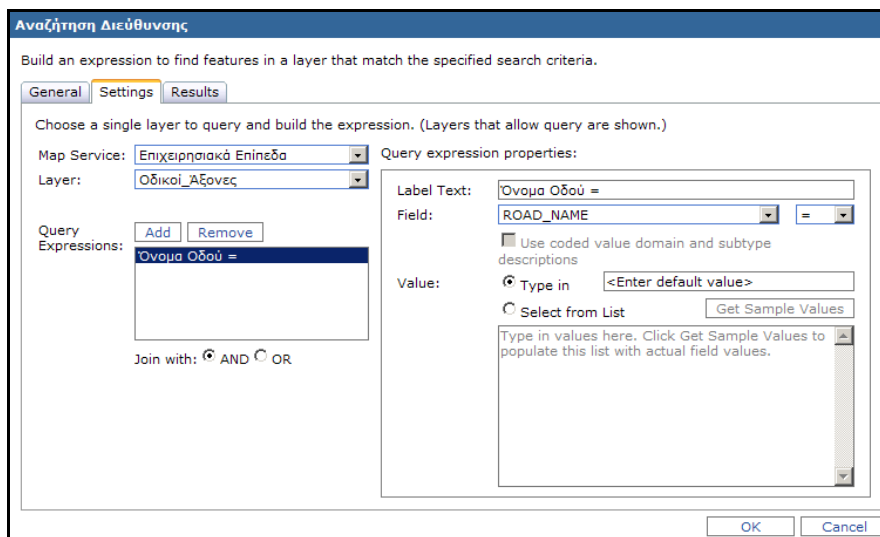 Αναζήτηση Διεύθυνσης
Build an expression to find features in a layer that match the specified search criteria.
General Settings Results
Choose a single layer to query and build the expression. (Layers that allow query are shown.)
Map Service: Επιχειρησιακά Επίπεδα
Layer: Οδικοί_Άξονες
Query Expressions:
Add Remove
Όνομα Οδού =
Join with: AND OR
Query expression properties:
Label Text: Όνομα Οδού =
Field: ROAD_NAME =
Use coded value domain and subtype
descriptions
Value: Type in <Enter default value>
Select from List Get Sample Values
Type in values here. Click Get Sample Values to
populate this list with actual field values.
OK Cancel